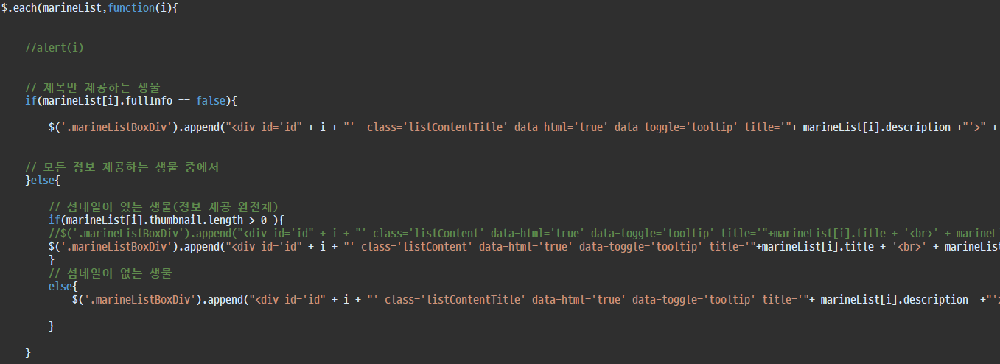 $.each(marineList,function(i){
//alert(i)
// 제목만 제공하는 생물
if(marineList[i].fullInfo == false){
$('.marineListBoxDiv').append("<div id='id" + i + "'  class='listContentTitle' data-html='true' data-toggle='tooltip' title='"+ marineList[i].description +"'>" +
// 모든 정보 제공하는 생물 중에서
}else{
// 섬네일이 있는 생물(정보 제공 완전체)
if(marineList[i].thumbnail.length > 0 ){
//$('.marineListBoxDiv').append("<div id='id" + i + "' class='listContent' data-html='true' data-toggle='tooltip' title='"+marineList[i].title + '<br>' + marineLi
$('.marineListBoxDiv').append("<div id='id" + i + "' class='listContent' data-html='true' data-toggle='tooltip' title='"+marineList[i].title + '<br>' + marineList
}
// 섬네일이 없는 생물
else{
$('.marineListBoxDiv').append("<div id='id" + i + "' class='listContentTitle' data-html='true' data-toggle='tooltip' title='"+ marineList[i].description  +"'>
}
}